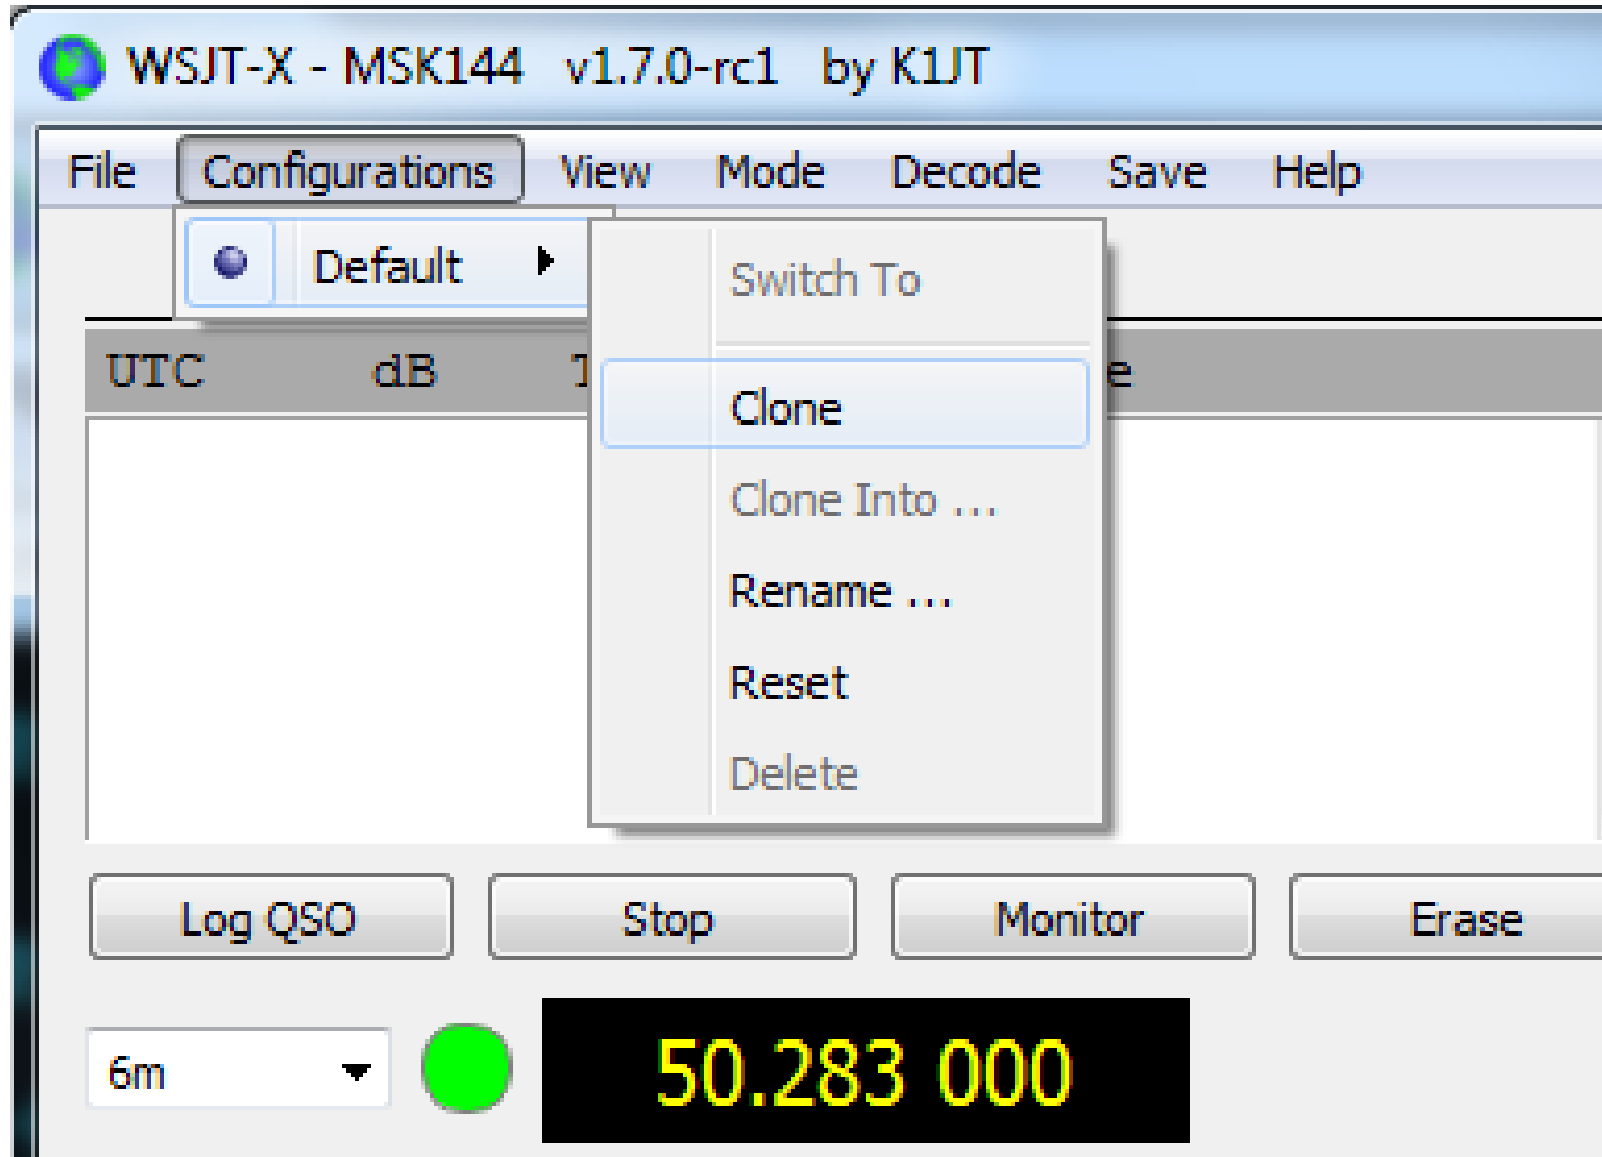 WSJT-X - MSK144 v1.7.0-rc1 by K1JT
File Configurations View Mode Decode Save Help
Default
Switch To
UTC dB
Clone
Clone Into ...
Rename ...
Reset
Delete
Log QSO Stop Monitor Erase
6m 50.283 000